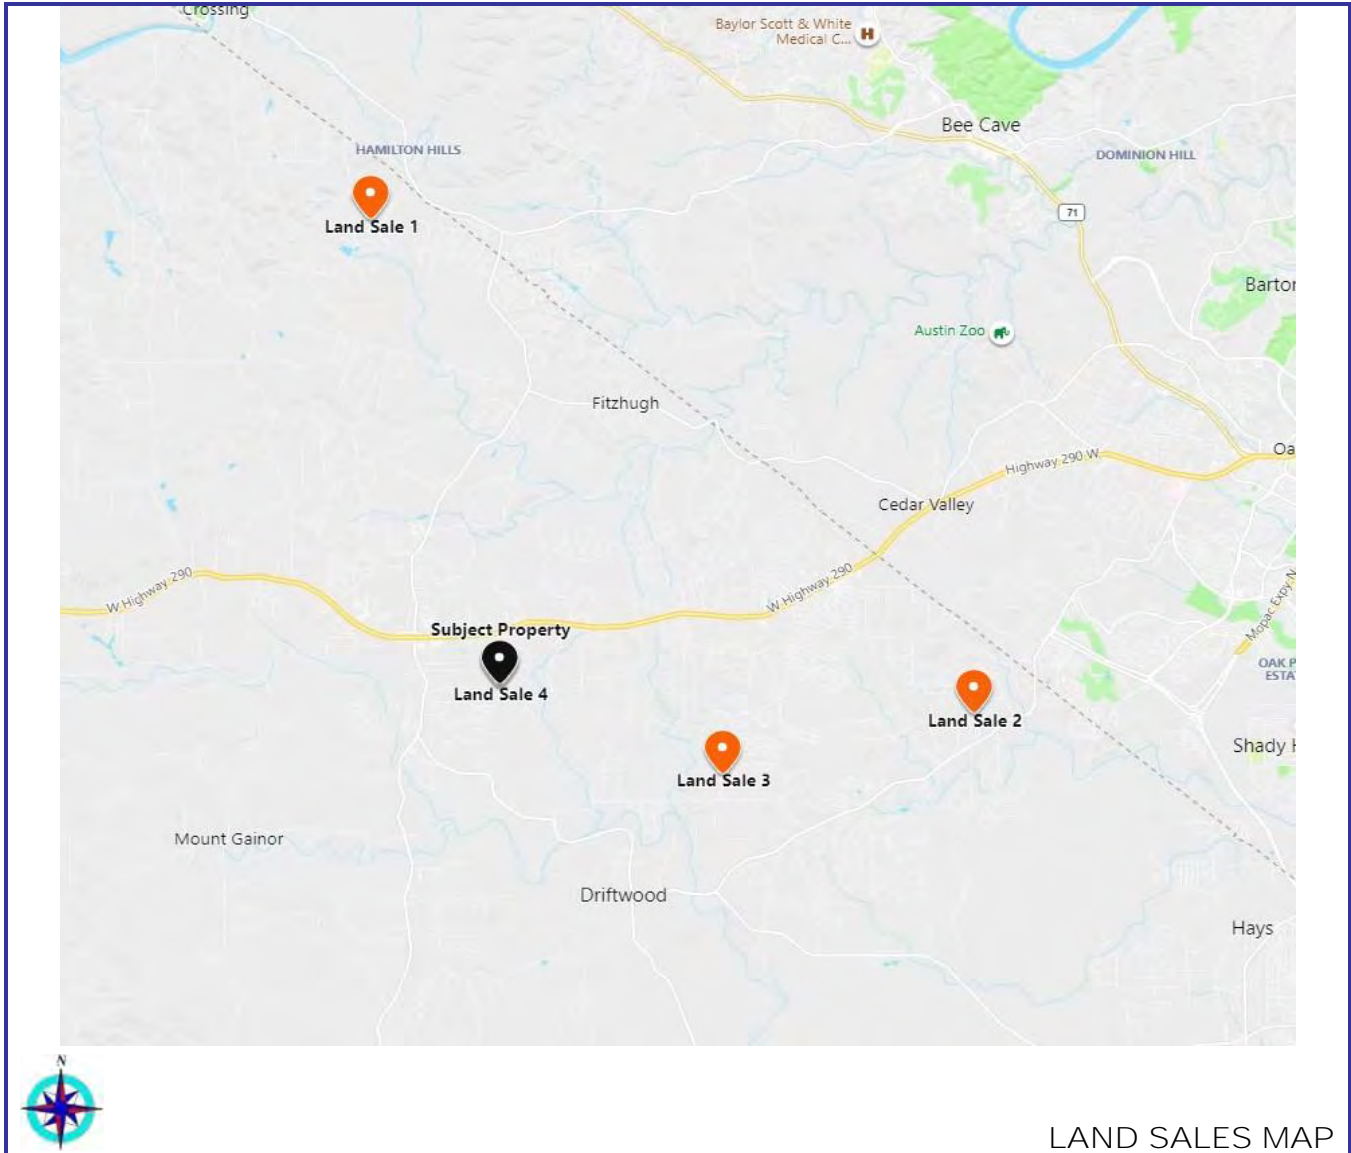 Crossing
Baylor Scott & White
Medical C...
H
Bee Cave
HAMILTON HILLS
DOMINION HILL
Land Sale 1
71
Barto
Austin Zoo
Fitzhugh
Oa
Highway 290 W
Cedar Valley
W Highway 290
W Highway 290
Mopac Expy N
Subject Property
Land Sale 4
OAK P
ESTA
Land Sale 2
Shady H
Land Sale 3
Mount Gainor
Driftwood
Hays
N
LAND SALES MAP